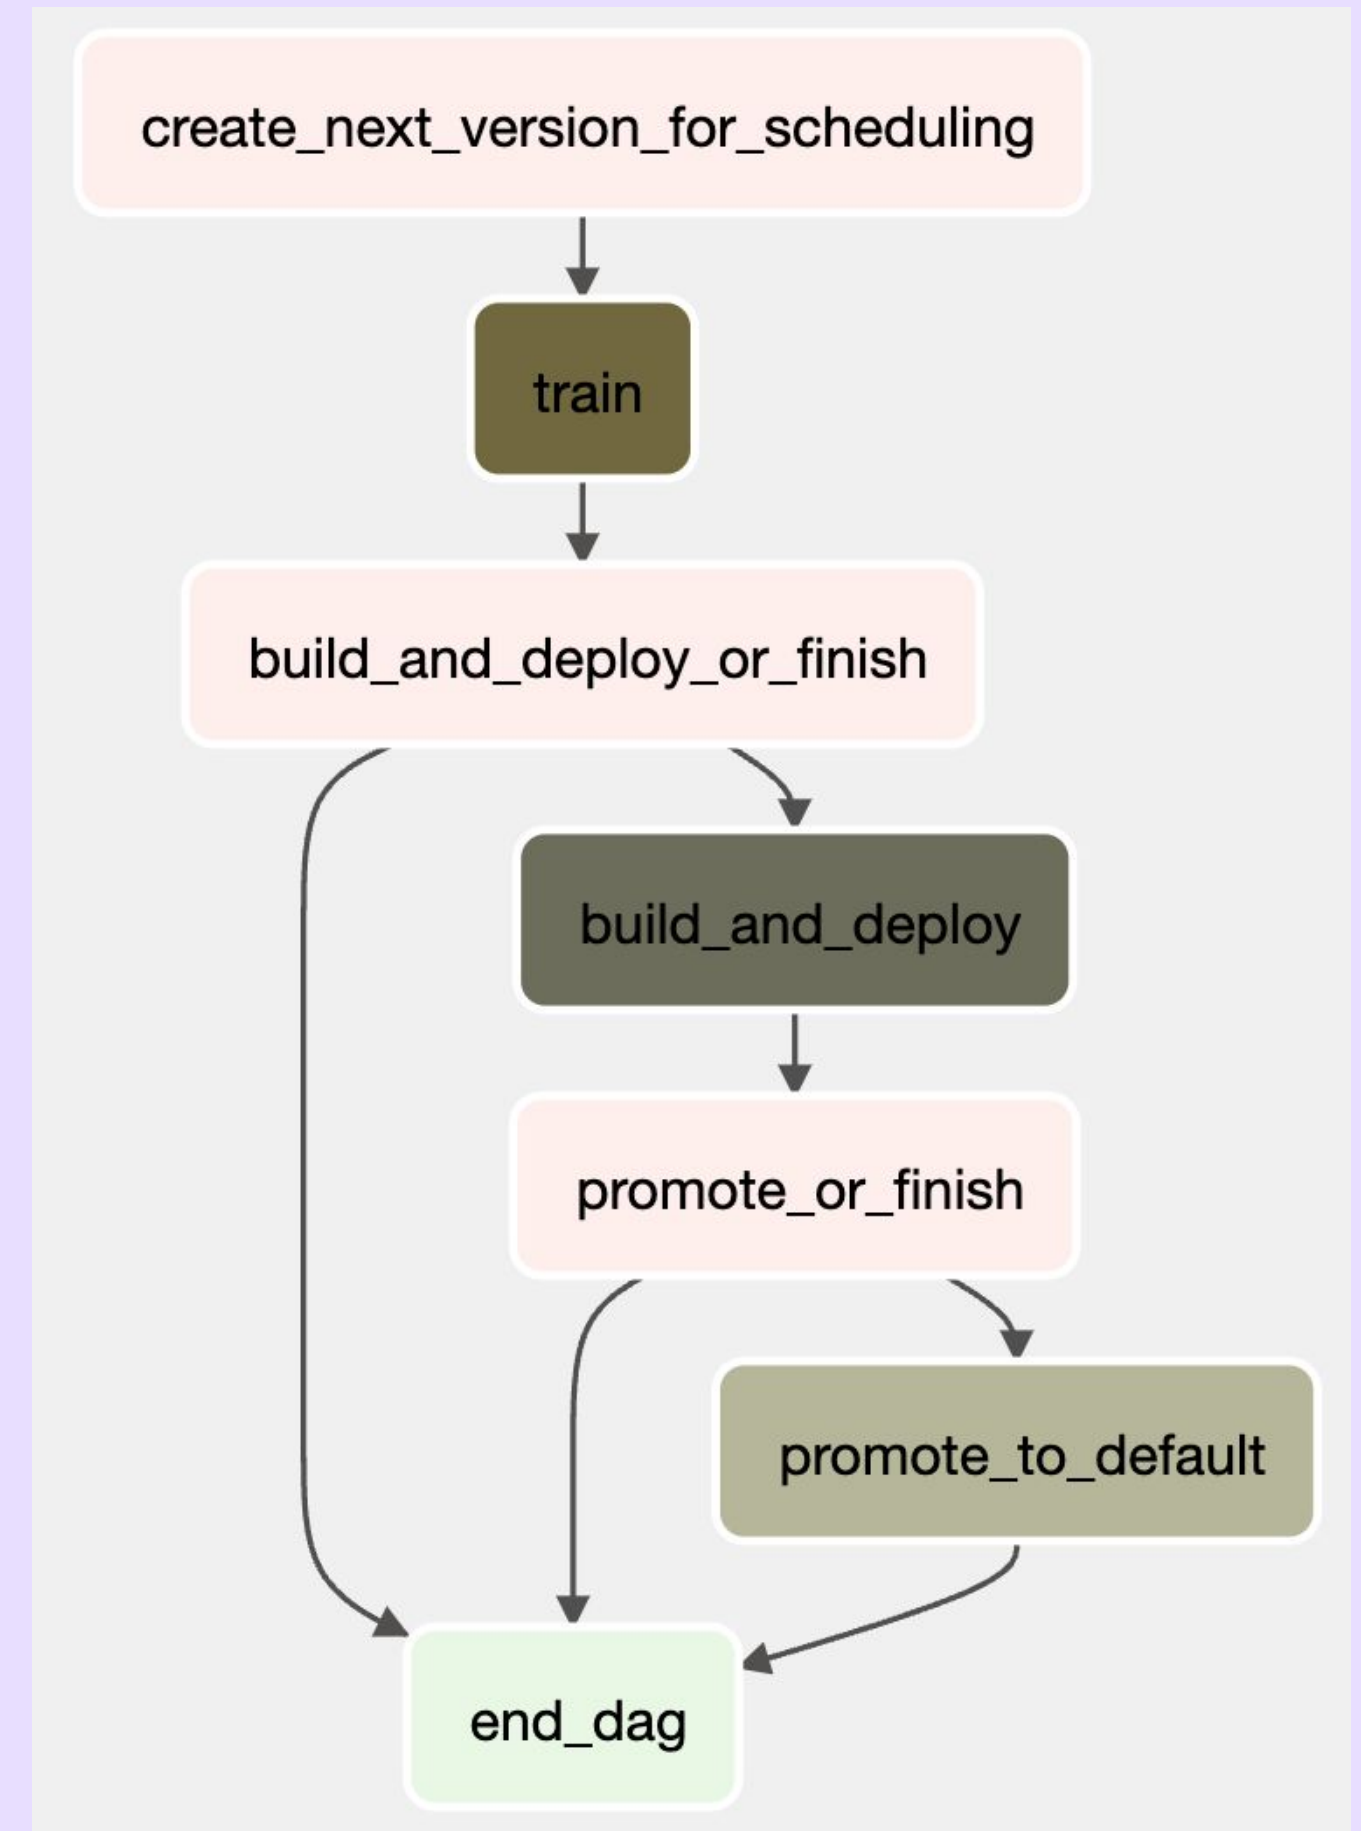 create_next_version_for_scheduling
train
build_and_deploy_or_finish
build_and_deploy
promote_or_finish
promote_to_default
end_dag